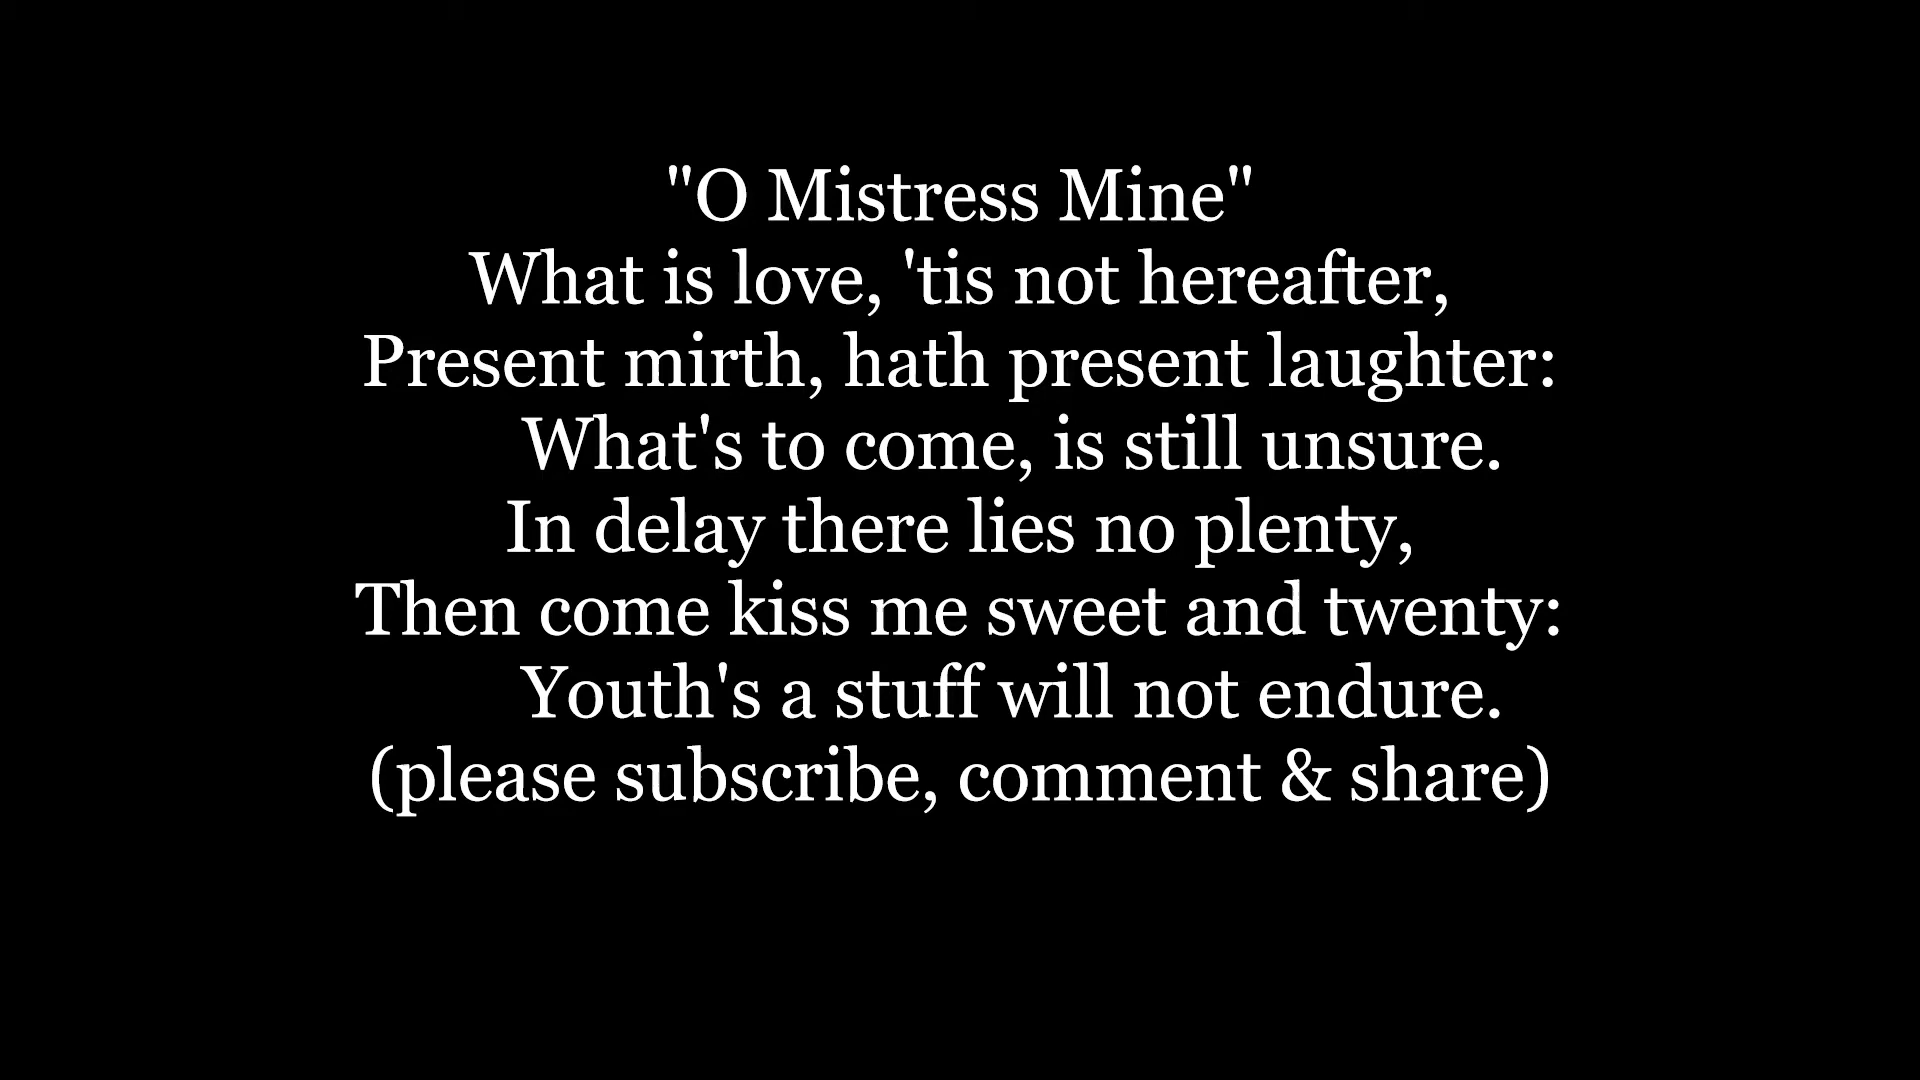 "O Mistress Mine"
What is love, 'tis not hereafter,
Present mirth, hath present laughter:
What's to come, is still unsure.
In delay there lies no plenty,
Then come kiss me sweet and twenty:
Youth's a stuff will not endure.
(please subscribe, comment & share)